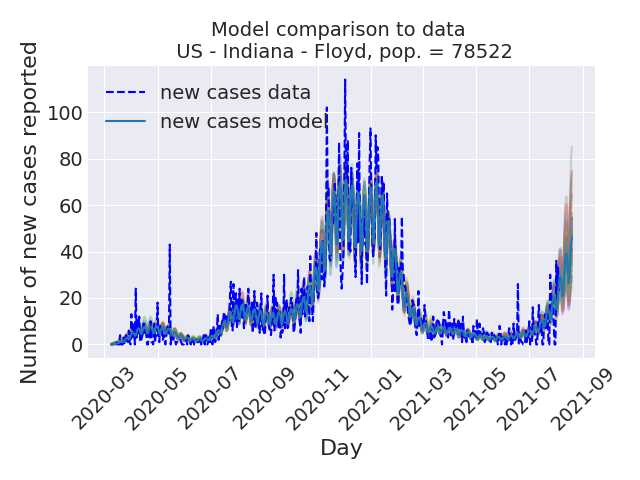 Model comparison to data
US - Indiana - Floyd, pop. = 78522
new cases data
new cases model
Number of new cases reported
100
80
60
40
20
0
2020-03
2020-05
2020-07
2020-09
2020-11
2021-01
2021-03
2021-05
2021-07
2021-09
Day